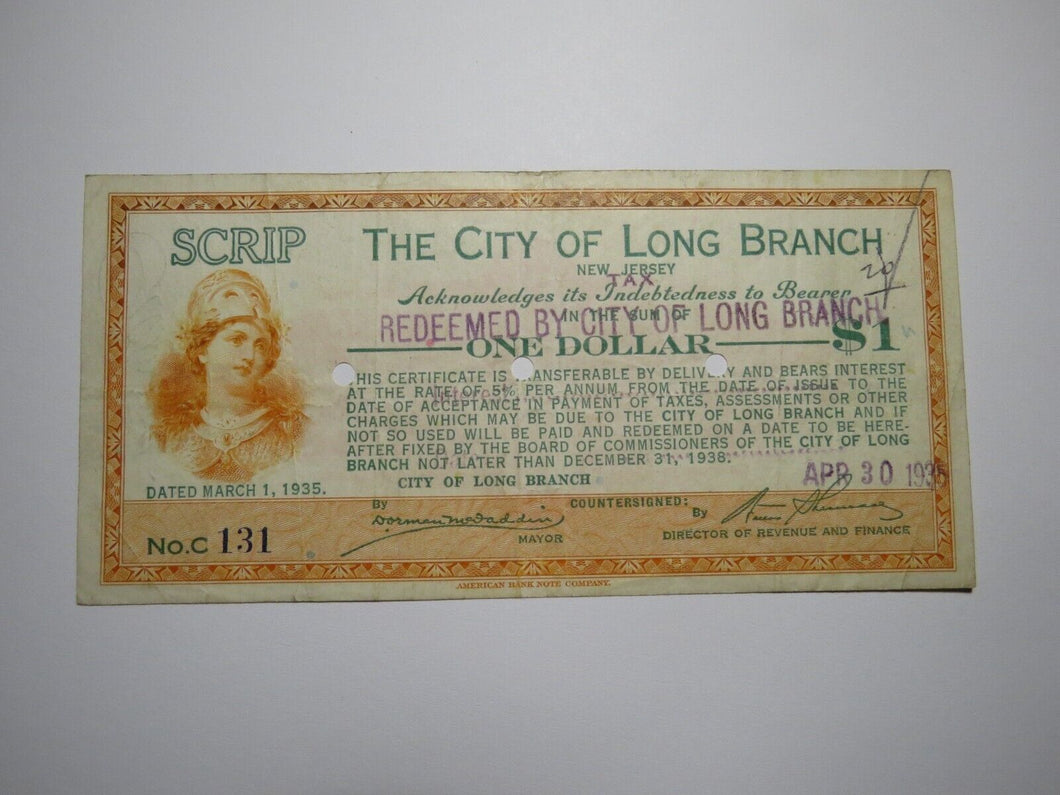 SCRIP
THE CITY OF LONG BRANCH
NEW JERSEY
TAX
20
Acknowledges its Indebtedness to Bearer
IN THE SUM OF
REDEEMED BY CITY OF LONG BRANCH
ONE DOLLAR $1
THIS CERTIFICATE IS TRANSFERABLE BY DELIVERY AND BEARS INTEREST
AT THE RATE OF 5% PER ANNUM, FROM THE DATE OF ISSUE TO THE
DATE OF ACCEPTANCE IN PAYMENT OF TAXES, ASSESSMENTS OR OTHER
CHARGES WHICH MAY BE DUE TO THE CITY OF LONG BRANCH AND IF
NOT SO USED WILL BE PAID AND REDEEMED ON A DATE TO BE HERE-
AFTER FIXED BY THE BOARD OF COMMISSIONERS OF THE CITY OF LONG
BRANCH NOT LATER THAN DECEMBER 31, 1938.
APR 30 1935
DATED MARCH 1, 1935.
CITY OF LONG BRANCH
By
Dorman McFaddin
MAYOR
COUNTERSIGNED:
By
DIRECTOR OF REVENUE AND FINANCE
No. C 131
AMERICAN BANK NOTE COMPANY.